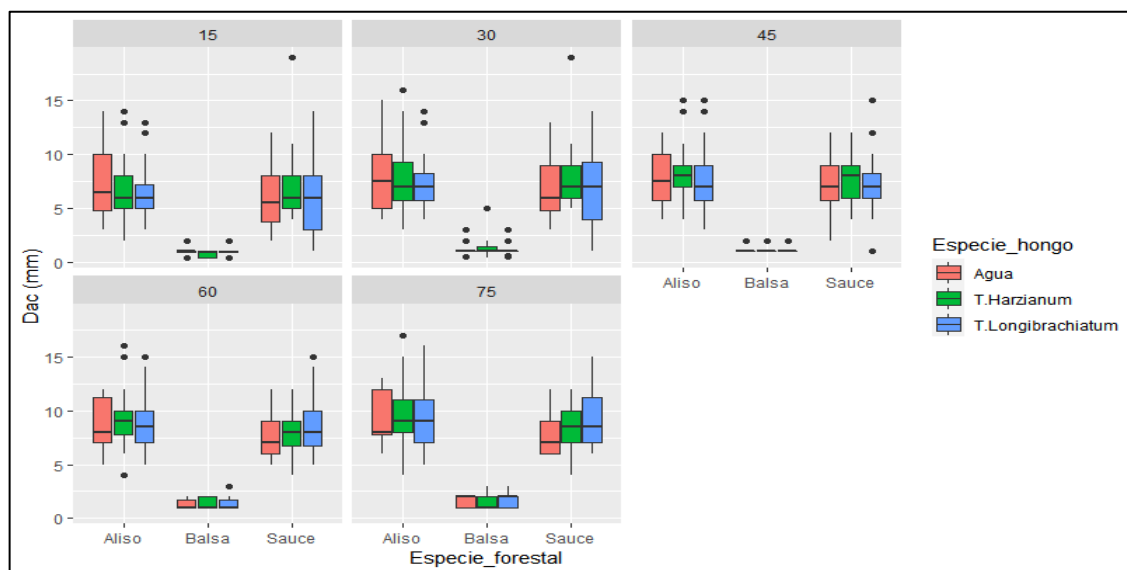 15
30
45
15
10
5
0
Aliso
Balsa
Sauce
60
75
15
10
5
0
Aliso
Balsa
Sauce
Aliso
Balsa
Sauce
Dac (mm)
Especie_forestal
Especie_hongo
Agua
T.Harzianum
T.Longibrachiatum